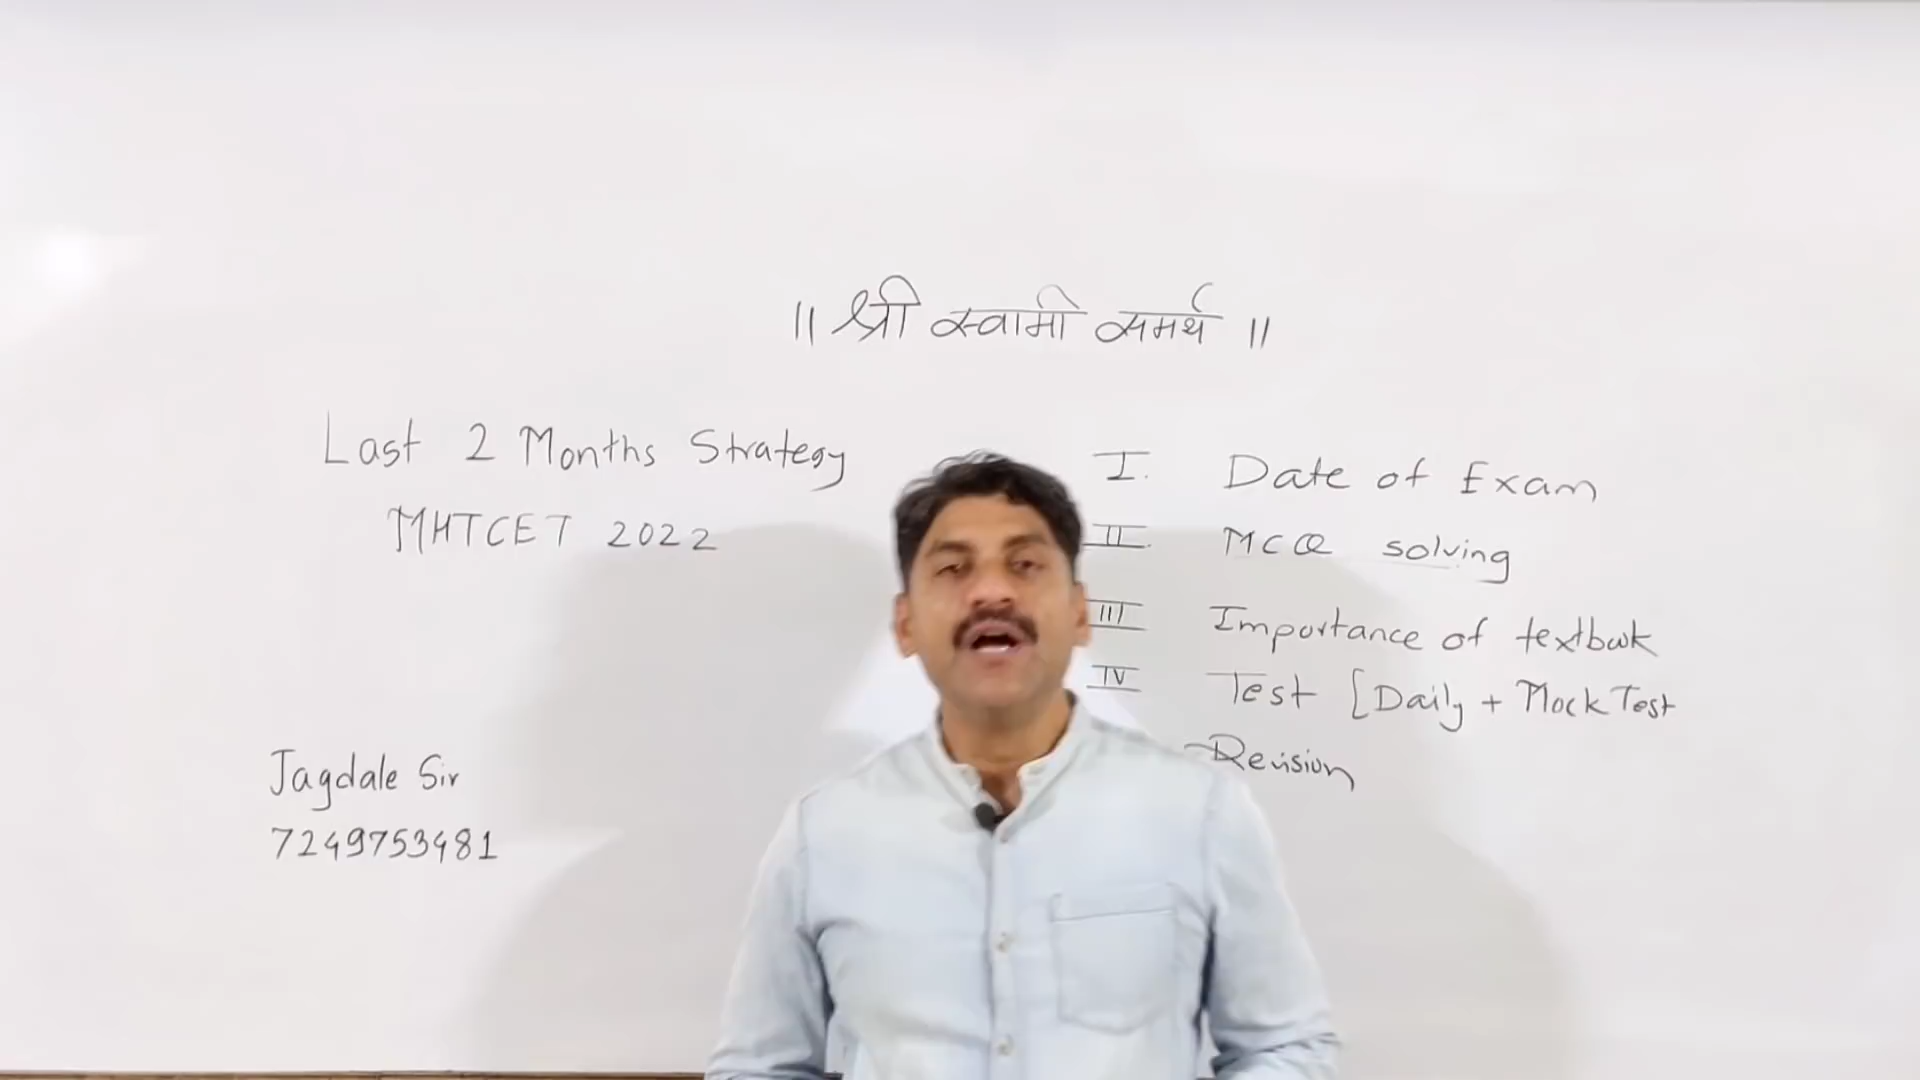 ॥ श्री स्वामी समर्थ ॥
Last 2 Months Strategy
MHTCET 2022
Jagdale Sir
7249753481
I. Date of Exam
II. MCQ solving
III Importance of textbook
IV Test [Daily + Mock Test
Revision